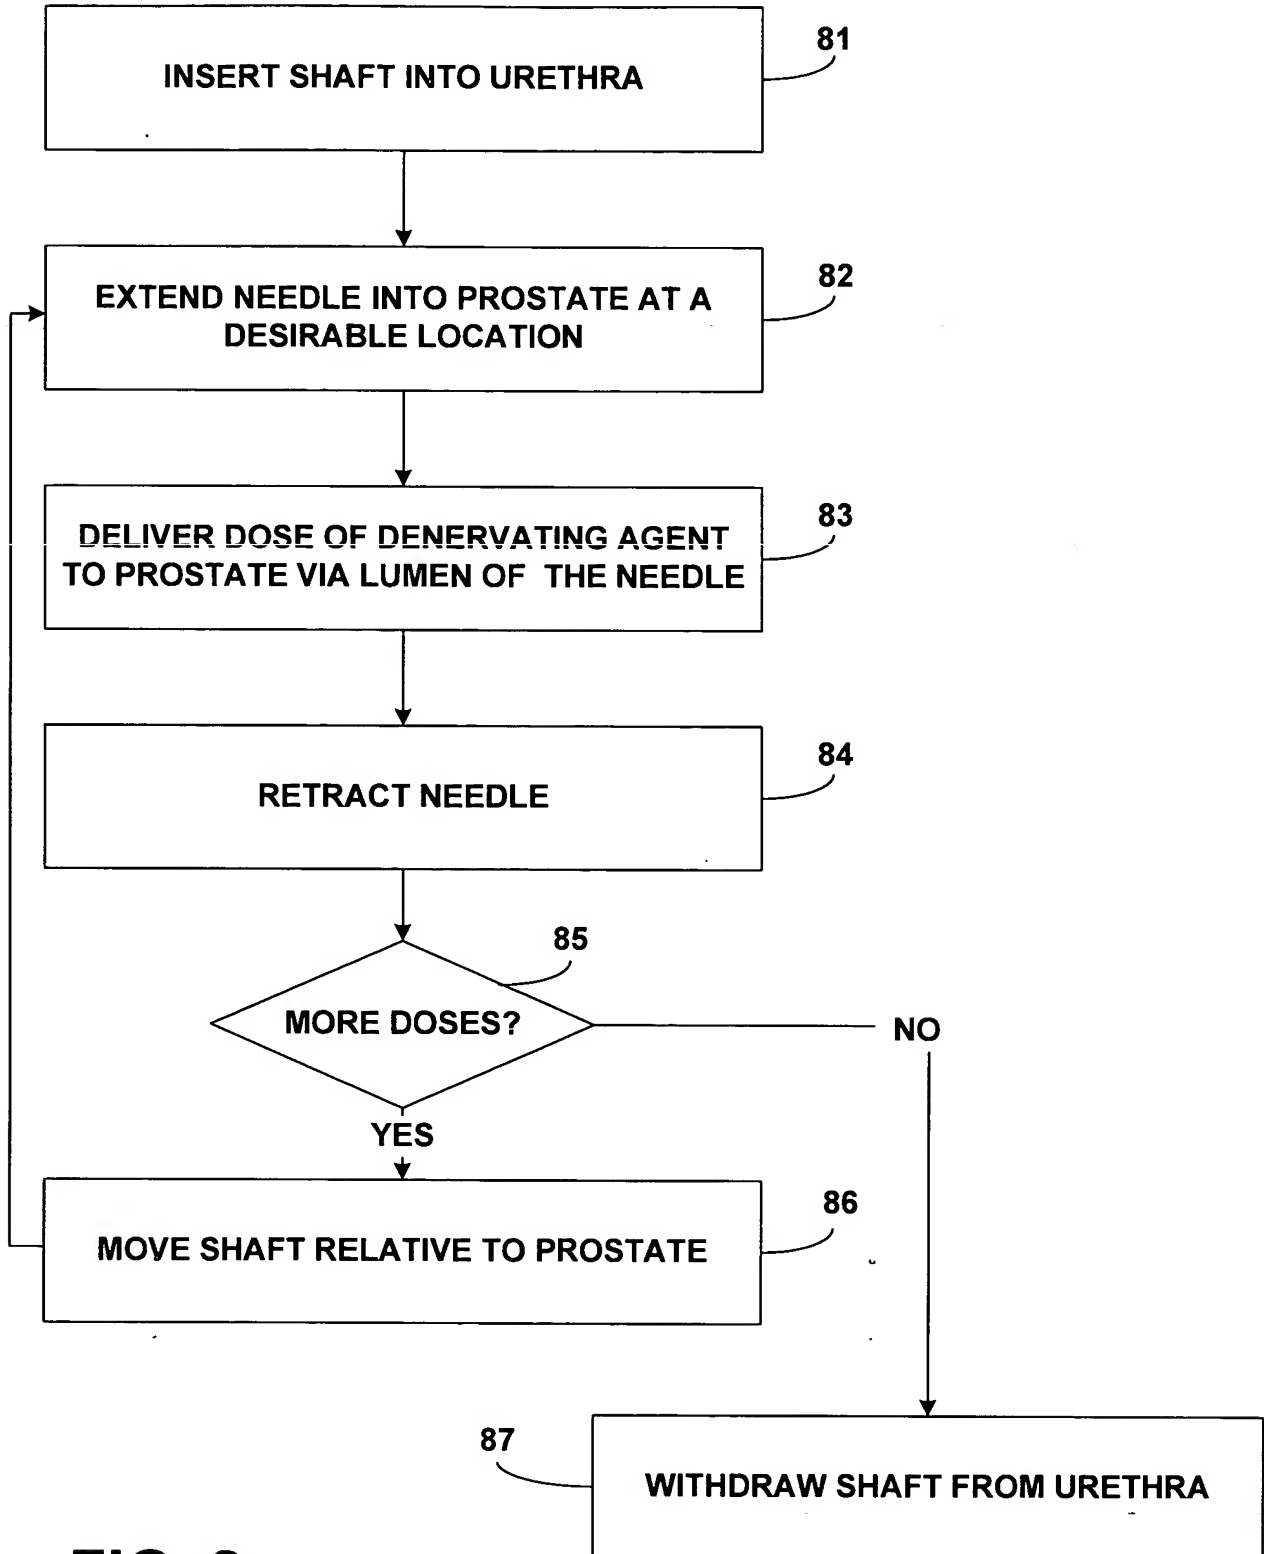 81
INSERT SHAFT INTO URETHRA
82
EXTEND NEEDLE INTO PROSTATE AT A
DESIRABLE LOCATION
83
DELIVER DOSE OF DENERVATING AGENT
TO PROSTATE VIA LUMEN OF THE NEEDLE
84
RETRACT NEEDLE
85
MORE DOSES?
NO
YES
86
MOVE SHAFT RELATIVE TO PROSTATE
87
WITHDRAW SHAFT FROM URETHRA